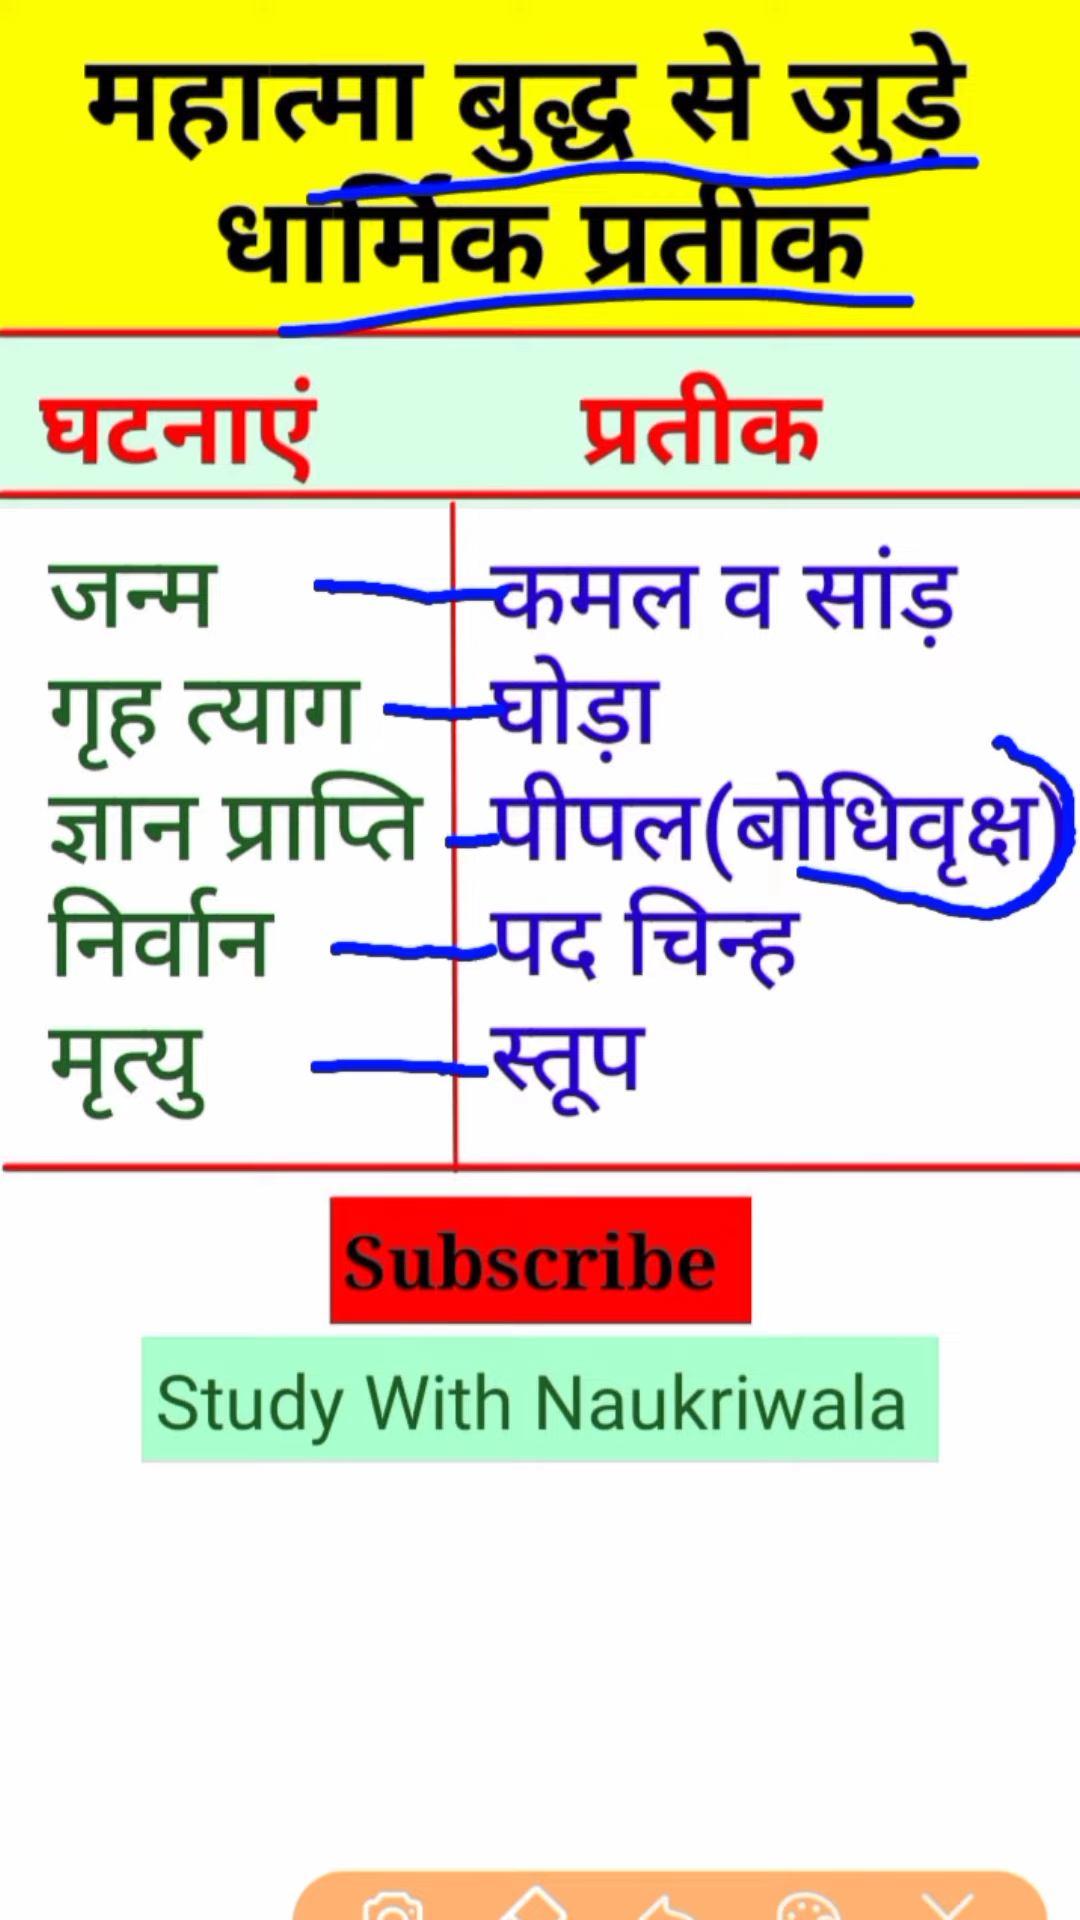 महात्मा बुद्ध से जुड़े
धार्मिक प्रतीक
घटनाएं प्रतीक
जन्म कमल व सांड़
गृह त्याग घोड़ा
ज्ञान प्राप्ति पीपल(बोधिवृक्ष)
निर्वान पद चिन्ह
मृत्यु स्तूप
Subscribe
Study With Naukriwala